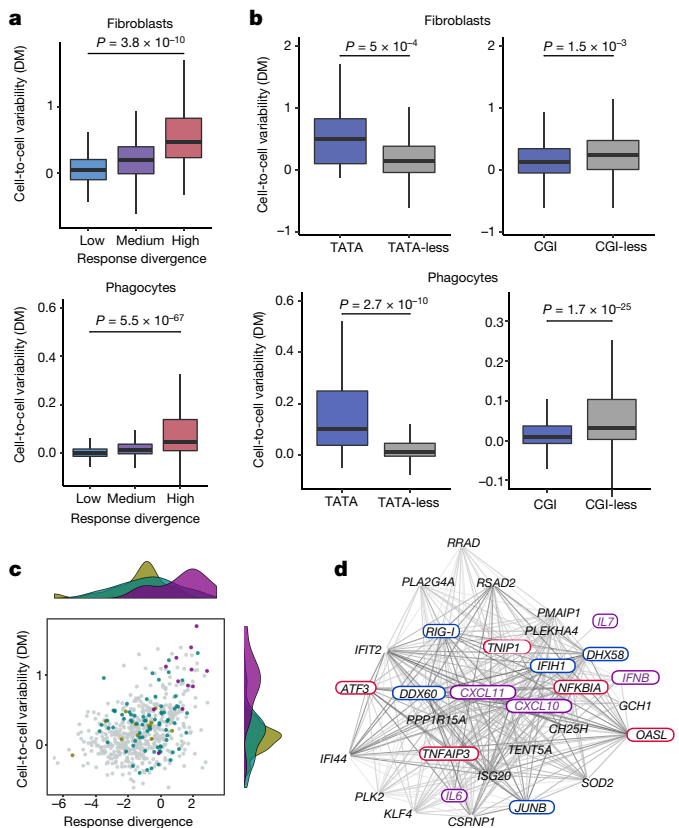 a
Fibroblasts
P = 3.8 × 10–10
Cell-to-cell variability (DM)
1
0
Low Medium High
Response divergence
Phagocytes
P = 5.5 × 10–67
Cell-to-cell variability (DM)
0.6
0.4
0.2
0.0
Low Medium High
Response divergence
b
Fibroblasts
P = 5 × 10–4
Cell-to-cell variability (DM)
2
1
0
–1
TATA TATA-less
P = 1.5 × 10–3
2
1
0
–1
CGI CGI-less
Phagocytes
P = 2.7 × 10–10
Cell-to-cell variability (DM)
0.6
0.4
0.2
0.0
TATA TATA-less
P = 1.7 × 10–25
0.3
0.2
0.1
0.0
–0.1
CGI CGI-less
c
Cell-to-cell variability (DM)
1
0
–6 –4 –2 0 2
Response divergence
d
RRAD
PLA2G4A RSAD2
PMAIP1 IL7
RIG-I PLEKHA4
IFIT2 TNIP1 DHX58
IFIH1 IFNB
ATF3 DDX60 CXCL11 NFKBIA
CXCL10 GCH1
PPP1R15A CH25H OASL
TNFAIP3 TENT5A
IFI44 ISG20 SOD2
PLK2 IL6 JUNB
KLF4 CSRNP1